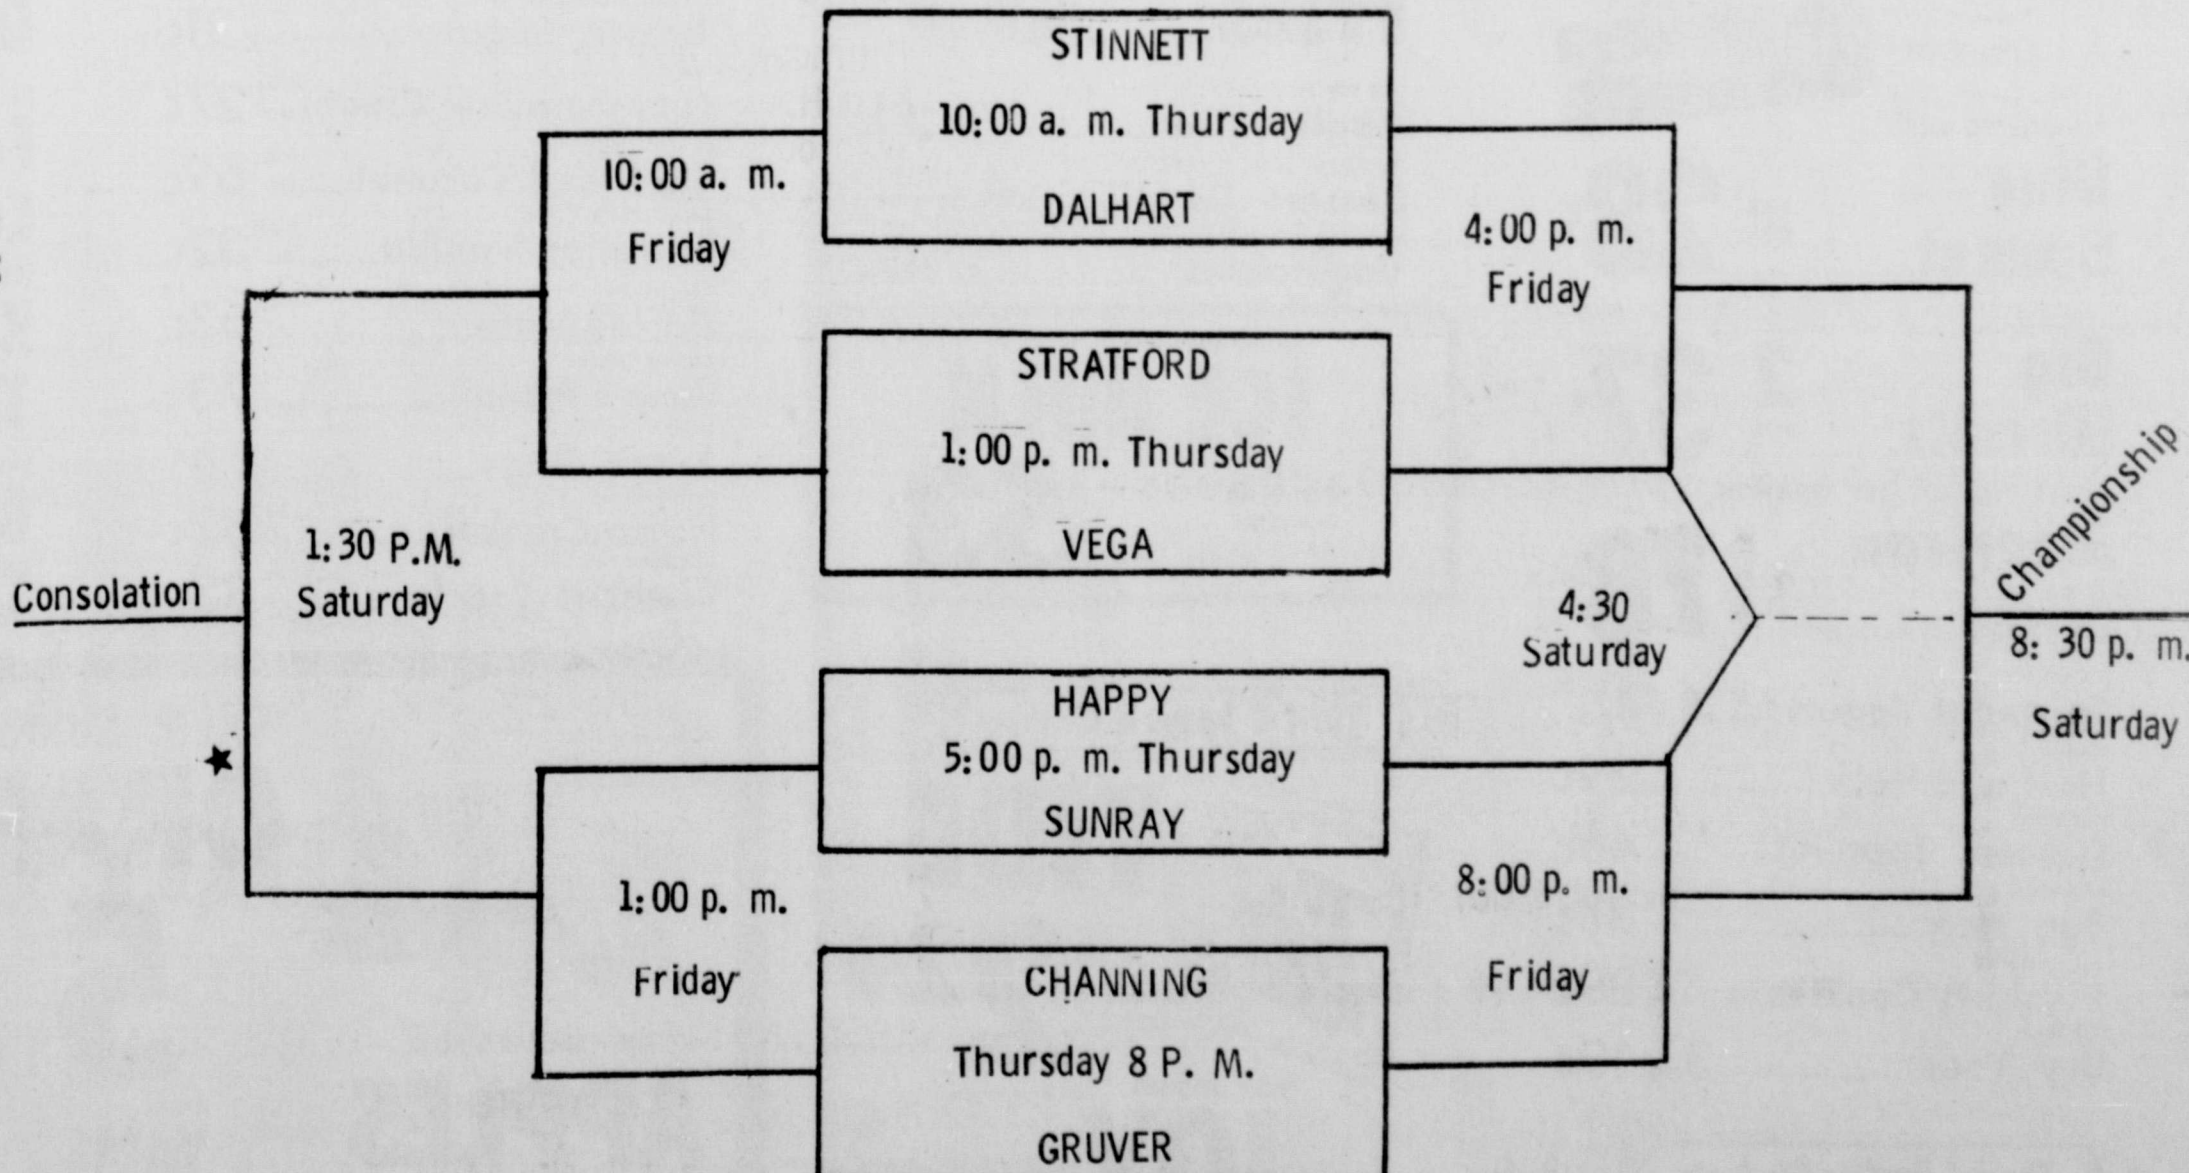 STINNETT
10:00 a. m. Thursday
DALHART
10:00 a. m.
Friday
4:00 p. m.
Friday
STRATFORD
1:00 p. m. Thursday
VEGA
1:30 P.M.
Saturday
Consolation
4:30
Saturday
Championship
8: 30 p. m.
Saturday
HAPPY
5:00 p. m. Thursday
SUNRAY
1:00 p. m.
Friday
8:00 p. m.
Friday
CHANNING
Thursday 8 P. M.
GRUVER